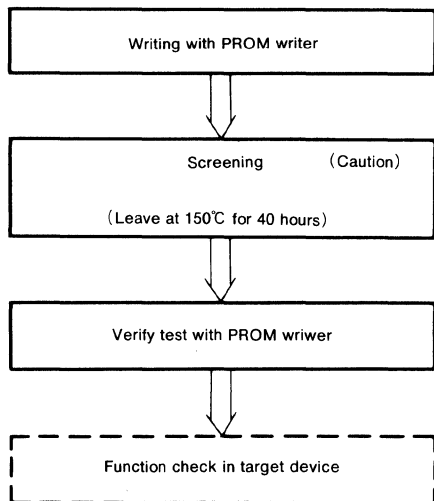 Writing with PROM writer
Screening (Caution)
(Leave at 150℃ for 40 hours)
Verify test with PROM wriwer
Function check in target device